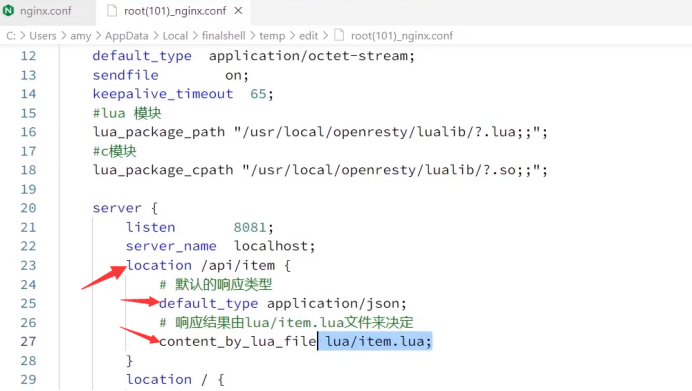 nginx.conf root(101)_nginx.conf ×
C: > Users > amy > AppData > Local > finalshell > temp > edit > root(101)_nginx.conf
12 default_type application/octet-stream;
13 sendfile on;
14 keepalive_timeout 65;
15 #lua 模块
16 lua_package_path "/usr/local/openresty/lualib/?.lua;;";
17 #c模块
18 lua_package_cpath "/usr/local/openresty/lualib/?.so;;";
19
20 server {
21 listen 8081;
22 server_name localhost;
23 location /api/item {
24 # 默认的响应类型
25 default_type application/json;
26 # 响应结果由lua/item.lua文件来决定
27 content_by_lua_file lua/item.lua;
28 }
29 location / {